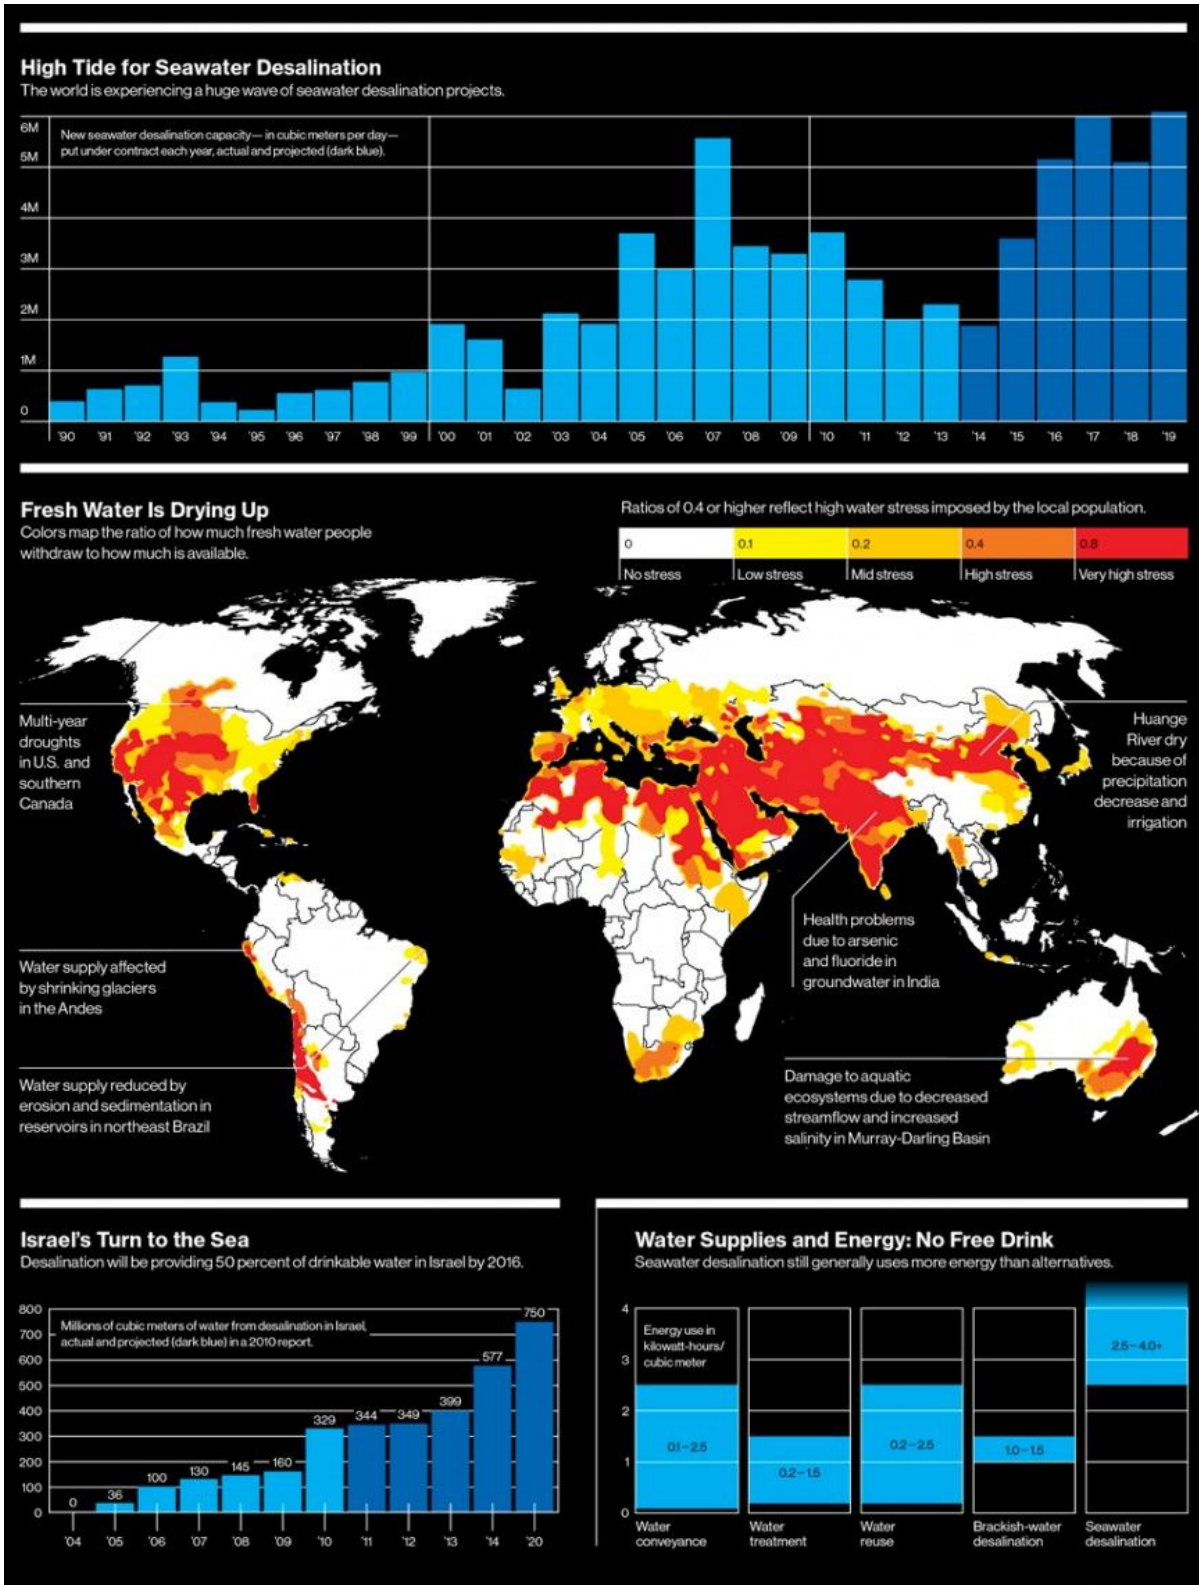 High Tide for Seawater Desalination
The world is experiencing a huge wave of seawater desalination projects.
6M
New seawater desalination capacity— in cubic meters per day—
put under contract each year, actual and projected (dark blue).
5M
4M
3M
2M
1M
0
'90 '91 '92 '93 '94 '95 '96 '97 '98 '99 '00 '01 '02 '03 '04 '05 '06 '07 '08 '09 '10 '11 '12 '13 '14 '15 '16 '17 '18 '19
Fresh Water Is Drying Up
Colors map the ratio of how much fresh water people
withdraw to how much is available.
Ratios of 0.4 or higher reflect high water stress imposed by the local population.
0 0.1 0.2 0.4 0.8
No stress Low stress Mid stress High stress Very high stress
Multi-year
droughts
in U.S. and
southern
Canada
Huange
River dry
because of
precipitation
decrease and
irrigation
Health problems
due to arsenic
and fluoride in
groundwater in India
Water supply affected
by shrinking glaciers
in the Andes
Water supply reduced by
erosion and sedimentation in
reservoirs in northeast Brazil
Damage to aquatic
ecosystems due to decreased
streamflow and increased
salinity in Murray-Darling Basin
Israel's Turn to the Sea
Desalination will be providing 50 percent of drinkable water in Israel by 2016.
800
700
600
500
400
300
200
100
0
Millions of cubic meters of water from desalination in Israel,
actual and projected (dark blue) in a 2010 report.
0 36 100 130 145 160 329 344 349 399 577 750
'04 '05 '06 '07 '08 '09 '10 '11 '12 '13 '14 '20
Water Supplies and Energy: No Free Drink
Seawater desalination still generally uses more energy than alternatives.
4
3
2
1
0
Energy use in
kilowatt-hours/
cubic meter
0.1–2.5 0.2–1.5 0.2–2.5 1.0–1.5 2.5–4.0+
Water
conveyance
Water
treatment
Water
reuse
Brackish-water
desalination
Seawater
desalination